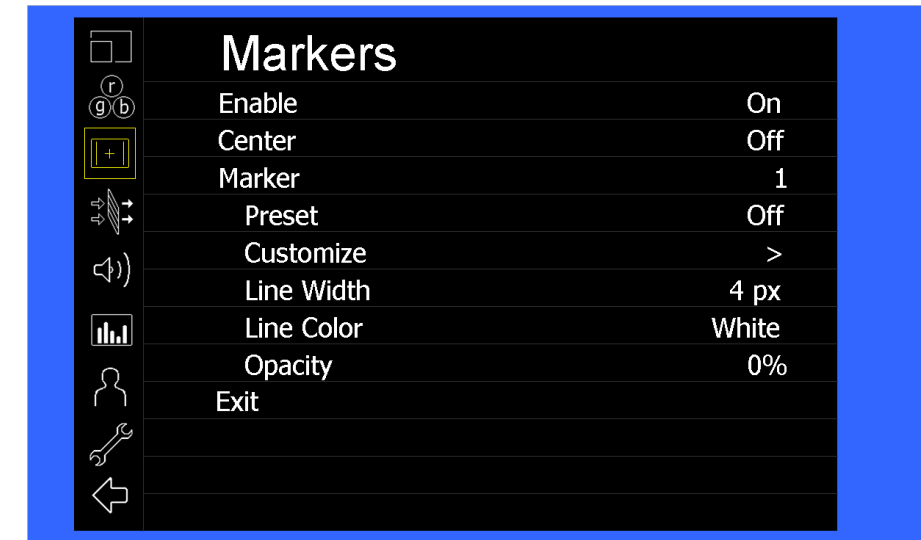 Markers
r
g b
Enable On
Center Off
Marker 1
Preset Off
Customize >
Line Width 4 px
Line Color White
Opacity 0%
Exit